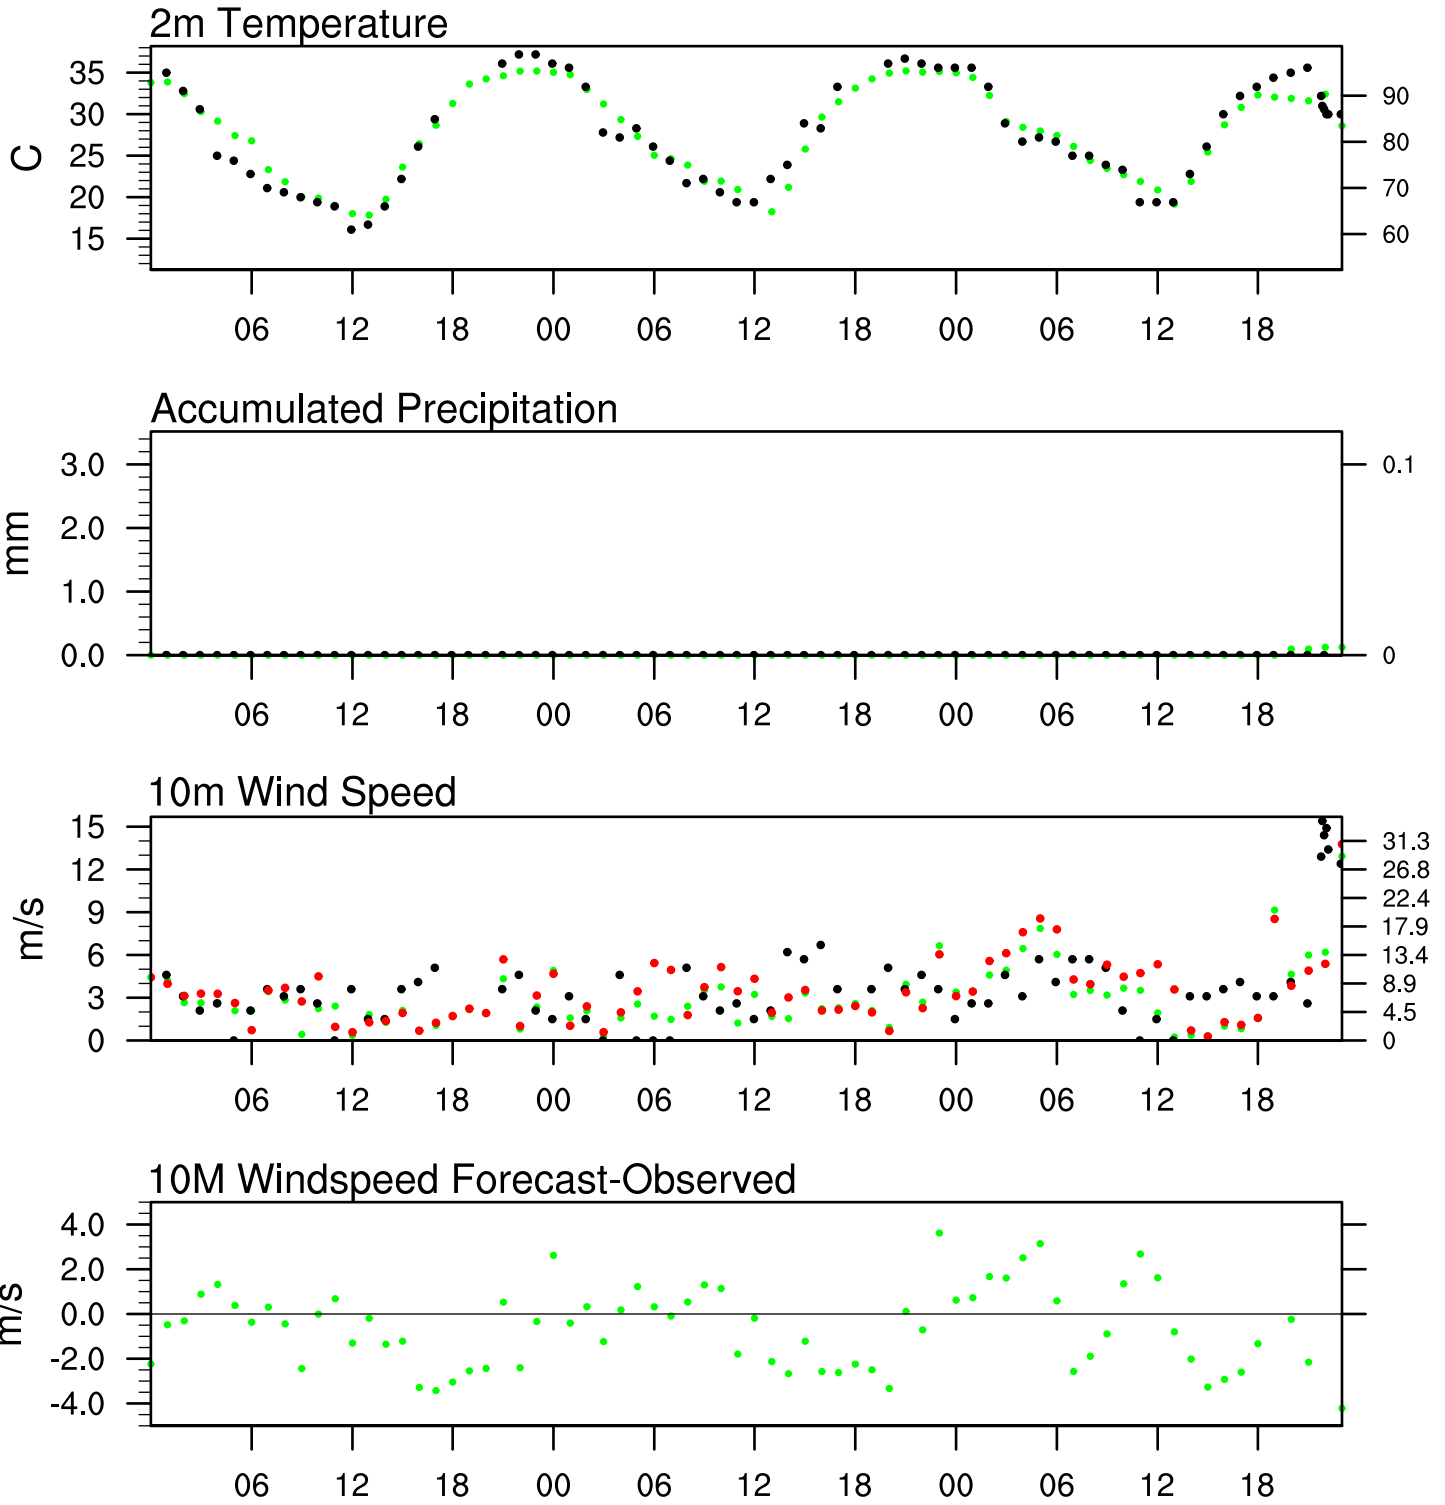 2m Temperature
C
35
30
25
20
15
90
80
70
60
06 12 18 00 06 12 18 00 06 12 18
Accumulated Precipitation
mm
3.0
2.0
1.0
0.0
0.1
0
06 12 18 00 06 12 18 00 06 12 18
10m Wind Speed
m/s
15
12
9
6
3
0
31.3
26.8
22.4
17.9
13.4
8.9
4.5
0
06 12 18 00 06 12 18 00 06 12 18
10M Windspeed Forecast-Observed
m/s
4.0
2.0
0.0
-2.0
-4.0
06 12 18 00 06 12 18 00 06 12 18